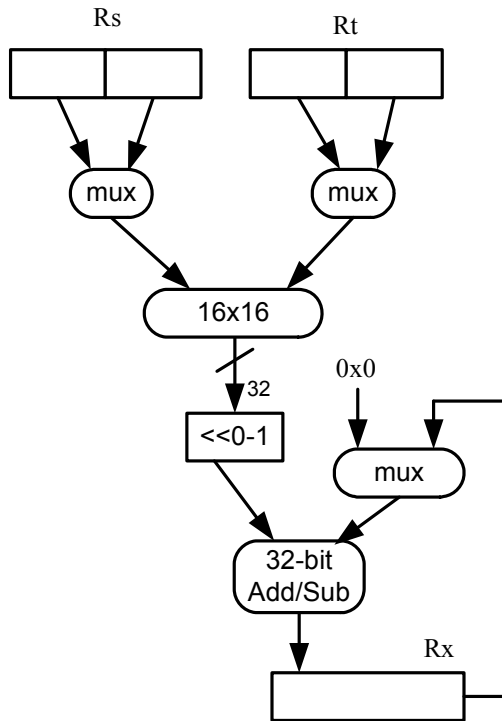 Rs
Rt
mux
mux
16x16
32
0x0
<<0-1
mux
32-bit
Add/Sub
Rx